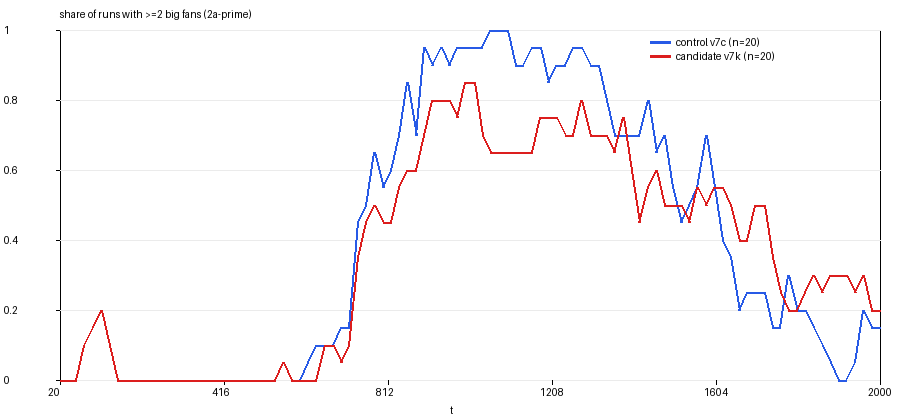 share of runs with >=2 big fans (2a-prime)
control v7c (n=20)
candidate v7k (n=20)
1
0.8
0.6
0.4
0.2
0
20 416 812 1208 1604 2000
t